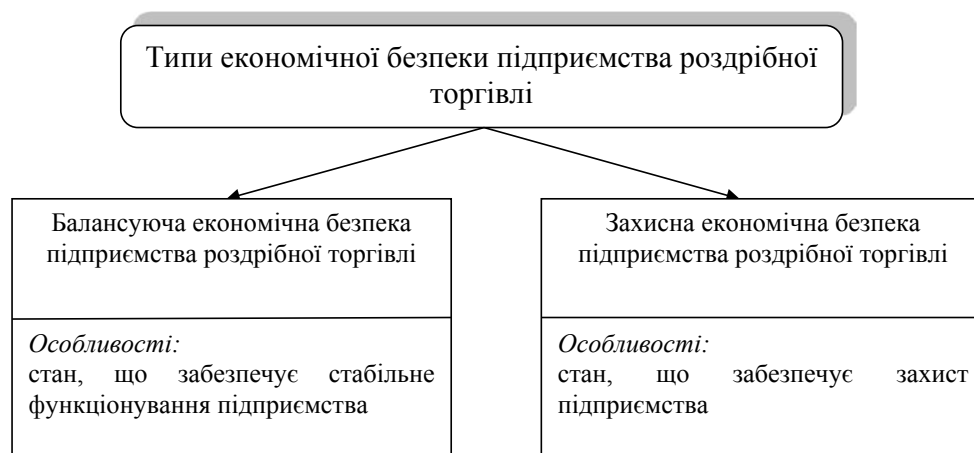 Типи економічної безпеки підприємства роздрібної
торгівлі
Балансуюча економічна безпека
підприємства роздрібної торгівлі
Особливості:
стан, що забезпечує стабільне
функціонування підприємства
Захисна економічна безпека
підприємства роздрібної торгівлі
Особливості:
стан, що забезпечує захист
підприємства